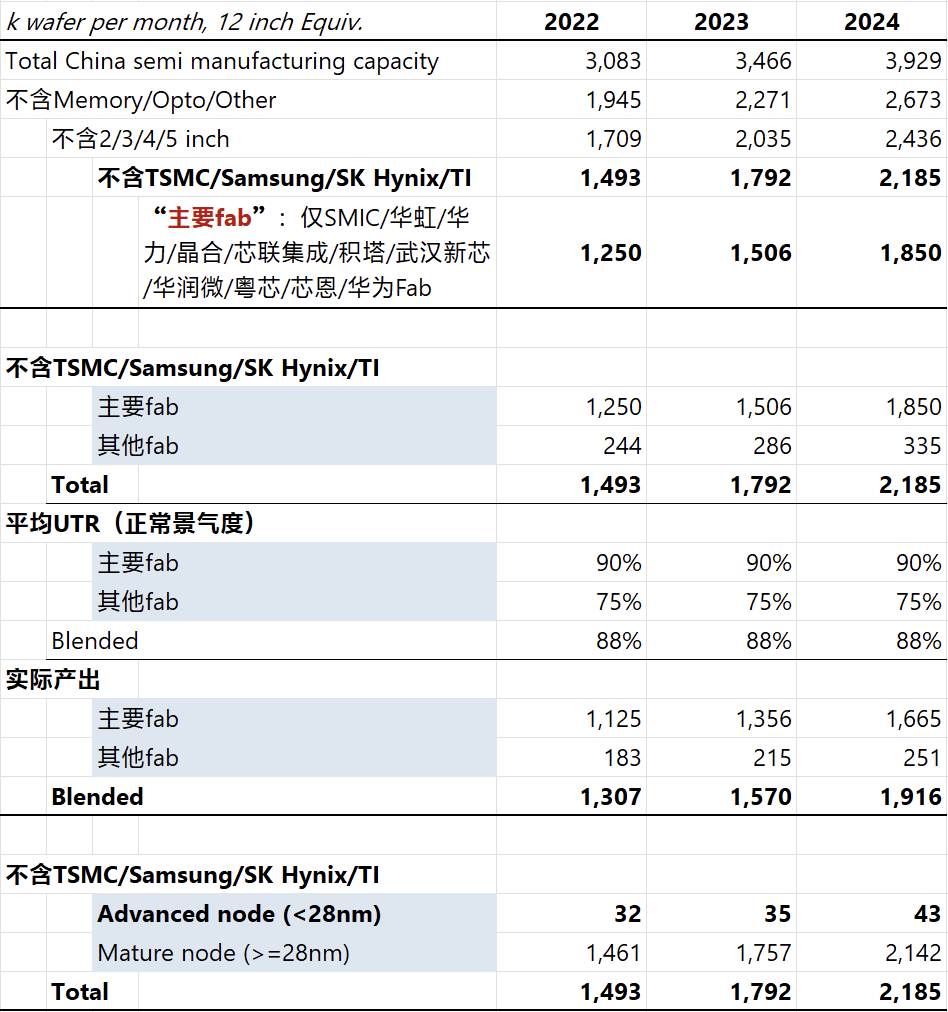 k wafer per month, 12 inch Equiv. 2022 2023 2024
Total China semi manufacturing capacity 3,083 3,466 3,929
不含Memory/Opto/Other 1,945 2,271 2,673
不含2/3/4/5 inch 1,709 2,035 2,436
不含TSMC/Samsung/SK Hynix/TI 1,493 1,792 2,185
“主要fab”：仅SMIC/华虹/华
力/晶合/芯联集成/积塔/武汉新芯 1,250 1,506 1,850
/华润微/粤芯/芯恩/华为Fab
不含TSMC/Samsung/SK Hynix/TI
主要fab 1,250 1,506 1,850
其他fab 244 286 335
Total 1,493 1,792 2,185
平均UTR（正常景气度）
主要fab 90% 90% 90%
其他fab 75% 75% 75%
Blended 88% 88% 88%
实际产出
主要fab 1,125 1,356 1,665
其他fab 183 215 251
Blended 1,307 1,570 1,916
不含TSMC/Samsung/SK Hynix/TI
Advanced node (<28nm) 32 35 43
Mature node (>=28nm) 1,461 1,757 2,142
Total 1,493 1,792 2,185